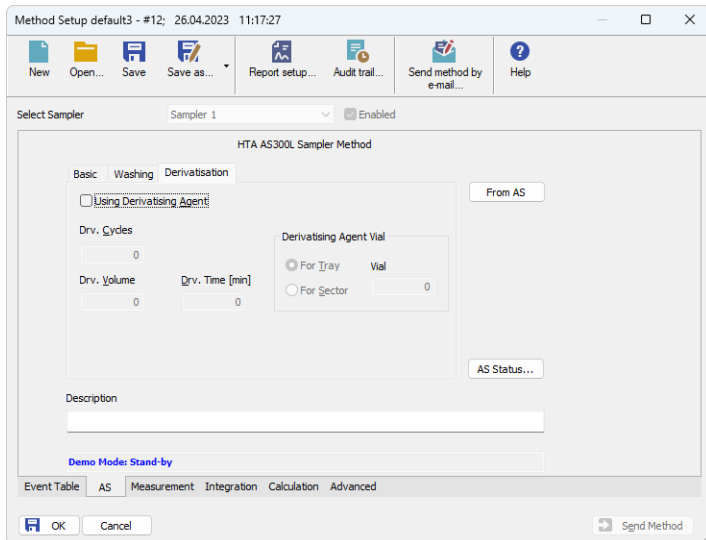 Method Setup default3 - #12; 26.04.2023 11:17:27
New Open... Save Save as... Report setup... Audit trail... Send method by e-mail... Help
Select Sampler Sampler 1 Enabled
HTA AS300L Sampler Method
Basic Washing Derivatisation
Using Derivatising Agent
From AS
Drv. Cycles
0
Derivatising Agent Vial
For Tray Vial
For Sector 0
Drv. Volume Drv. Time [min]
0 0
AS Status...
Description
Demo Mode: Stand-by
Event Table AS Measurement Integration Calculation Advanced
OK Cancel Send Method